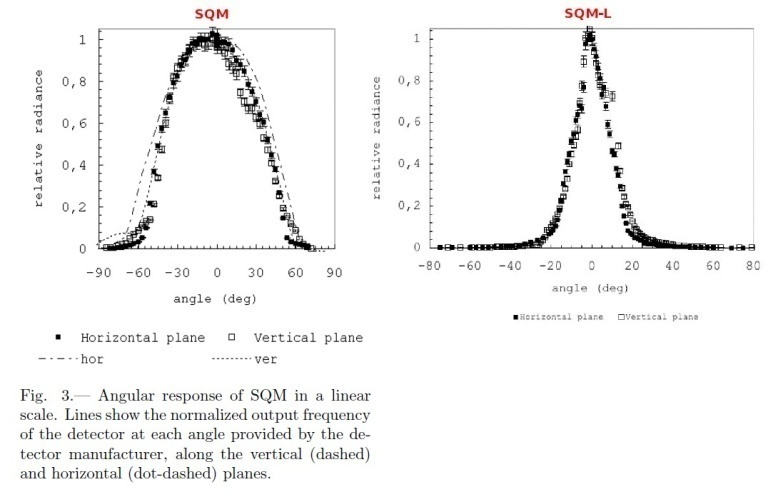 SQM
SQM-L
1
0,8
0,6
0,4
0,2
0
relative radiance
-90 -60 -30 0 30 60 90
angle (deg)
■ Horizontal plane □ Vertical plane
hor ver
1
0,8
0,6
0,4
0,2
0
relative radiance
-80 -60 -40 -20 0 20 40 60 80
angle (deg)
■Horizontal plane □Vertical plane
Fig. 3.— Angular response of SQM in a linear
scale. Lines show the normalized output frequency
of the detector at each angle provided by the de-
tector manufacturer, along the vertical (dashed)
and horizontal (dot-dashed) planes.